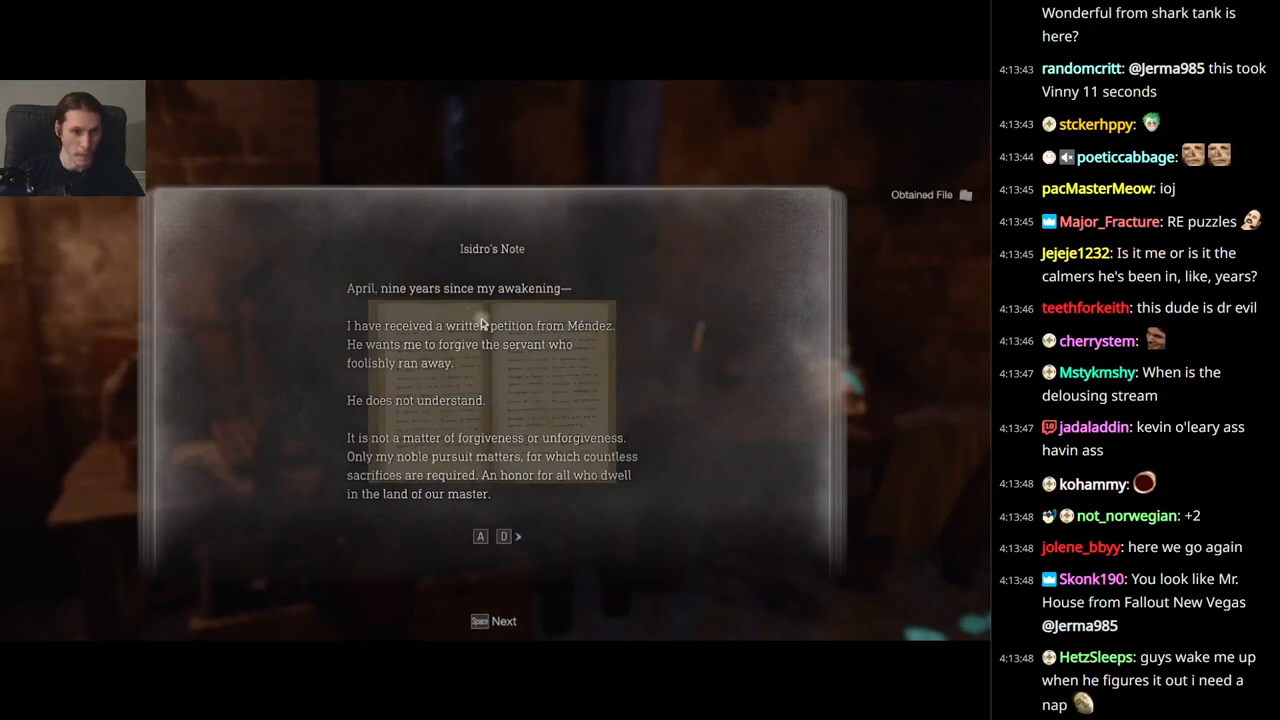 Obtained File
Isidro's Note
April, nine years since my awakening—
I have received a written petition from Méndez.
He wants me to forgive the servant who
foolishly ran away.
He does not understand.
It is not a matter of forgiveness or unforgiveness.
Only my noble pursuit matters, for which countless
sacrifices are required. An honor for all who dwell
in the land of our master.
A D >
Space Next
Wonderful from shark tank is
here?
4:13:43 randomcritt: @Jerma985 this took
Vinny 11 seconds
4:13:43 stckerhppy:
4:13:44 poeticcabbage:
4:13:45 pacMasterMeow: ioj
4:13:45 Major_Fracture: RE puzzles
4:13:45 Jejeje1232: Is it me or is it the
calmers he's been in, like, years?
4:13:46 teethforkeith: this dude is dr evil
4:13:46 cherrystem:
4:13:47 Mstykmshy: When is the
delousing stream
4:13:47 jadaladdin: kevin o'leary ass
havin ass
4:13:48 kohammy:
4:13:48 not_norwegian: +2
4:13:48 jolene_bbyy: here we go again
4:13:48 Skonk190: You look like Mr.
House from Fallout New Vegas
@Jerma985
4:13:48 HetzSleeps: guys wake me up
when he figures it out i need a
nap